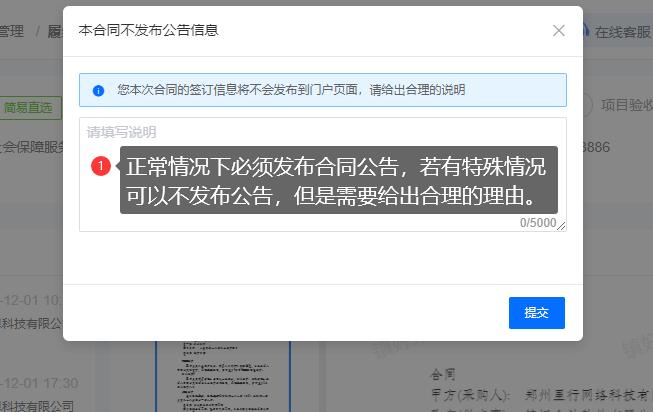 本合同不发布公告信息
管理 / 履
在线客服
您本次合同的签订信息将不会发布到门户页面，请给出合理的说明
简易直选
项目验收
请填写说明
会保障服务
1
正常情况下必须发布合同公告，若有特殊情况
可以不发布公告，但是需要给出合理的理由。
3886
0/5000
-12-01 10:
科技有限公
提交
合同
-12-01 17:30
甲方(采购人): 郑州里行网络科技有
科技有限公司